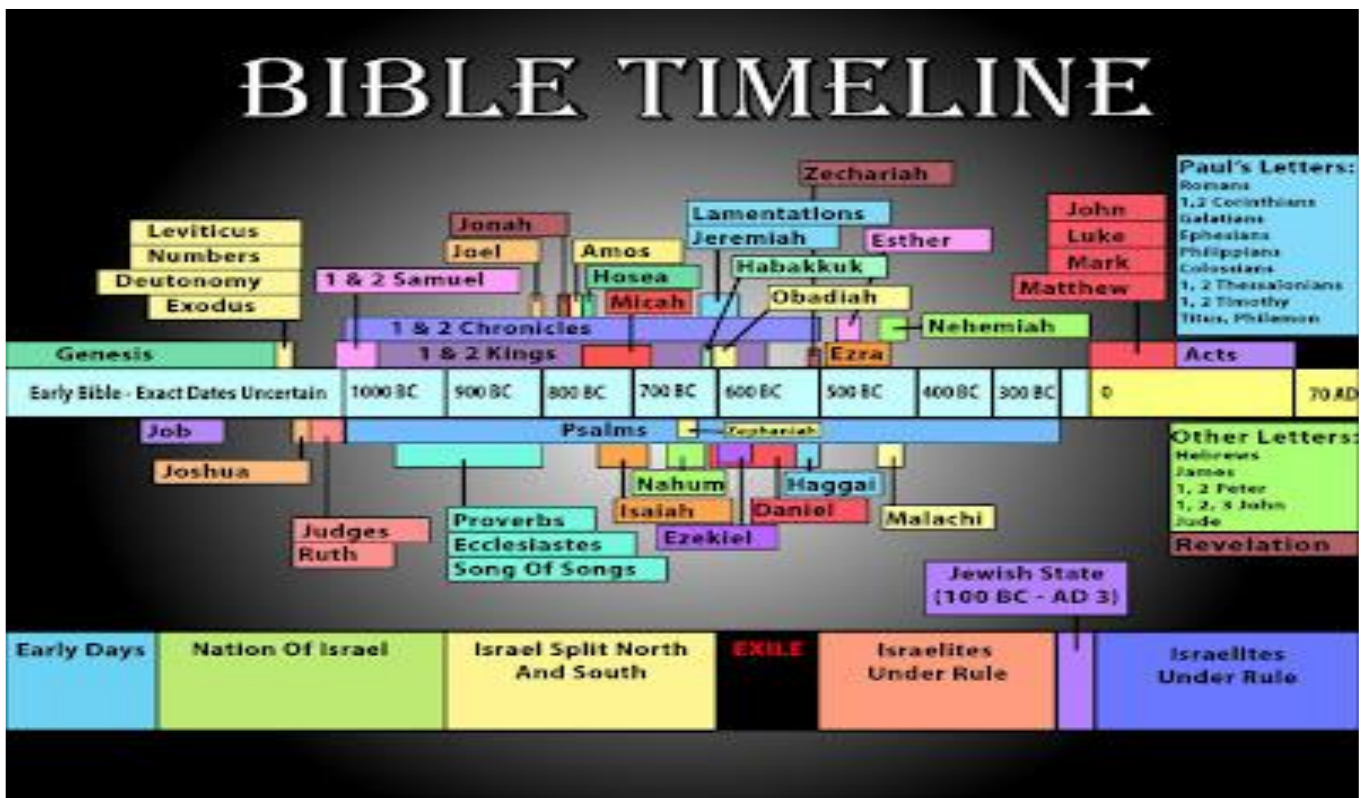 BIBLE TIMELINE
Zechariah
Paul's Letters:
Romans
1,2 Corinthians
Galatians
Ephesians
Philippians
Colossians
1, 2 Thessalonians
1, 2 Timothy
Titus, Philemon
Leviticus
Numbers
Deutonomy
Exodus
Jonah
Joel
1 & 2 Samuel
Amos
Hosea
Micah
Lamentations
Jeremiah
Habakkuk
Obadiah
Esther
Nehemiah
John
Luke
Mark
Matthew
1 & 2 Chronicles
Genesis
1 & 2 Kings
Ezra
Acts
Early Bible - Exact Dates Uncertain
1000 BC
900 BC
800 BC
700 BC
600 BC
500 BC
400 BC
300 BC
0
70 AD
Job
Psalms
Zephaniah
Joshua
Nahum
Haggai
Isaiah
Daniel
Malachi
Ezekiel
Judges
Ruth
Proverbs
Ecclesiastes
Song Of Songs
Other Letters:
Hebrews
James
1, 2 Peter
1, 2, 3 John
Jude
Revelation
Jewish State
(100 BC - AD 3)
Early Days
Nation Of Israel
Israel Split North
And South
EXILE
Israelites
Under Rule
Israelites
Under Rule